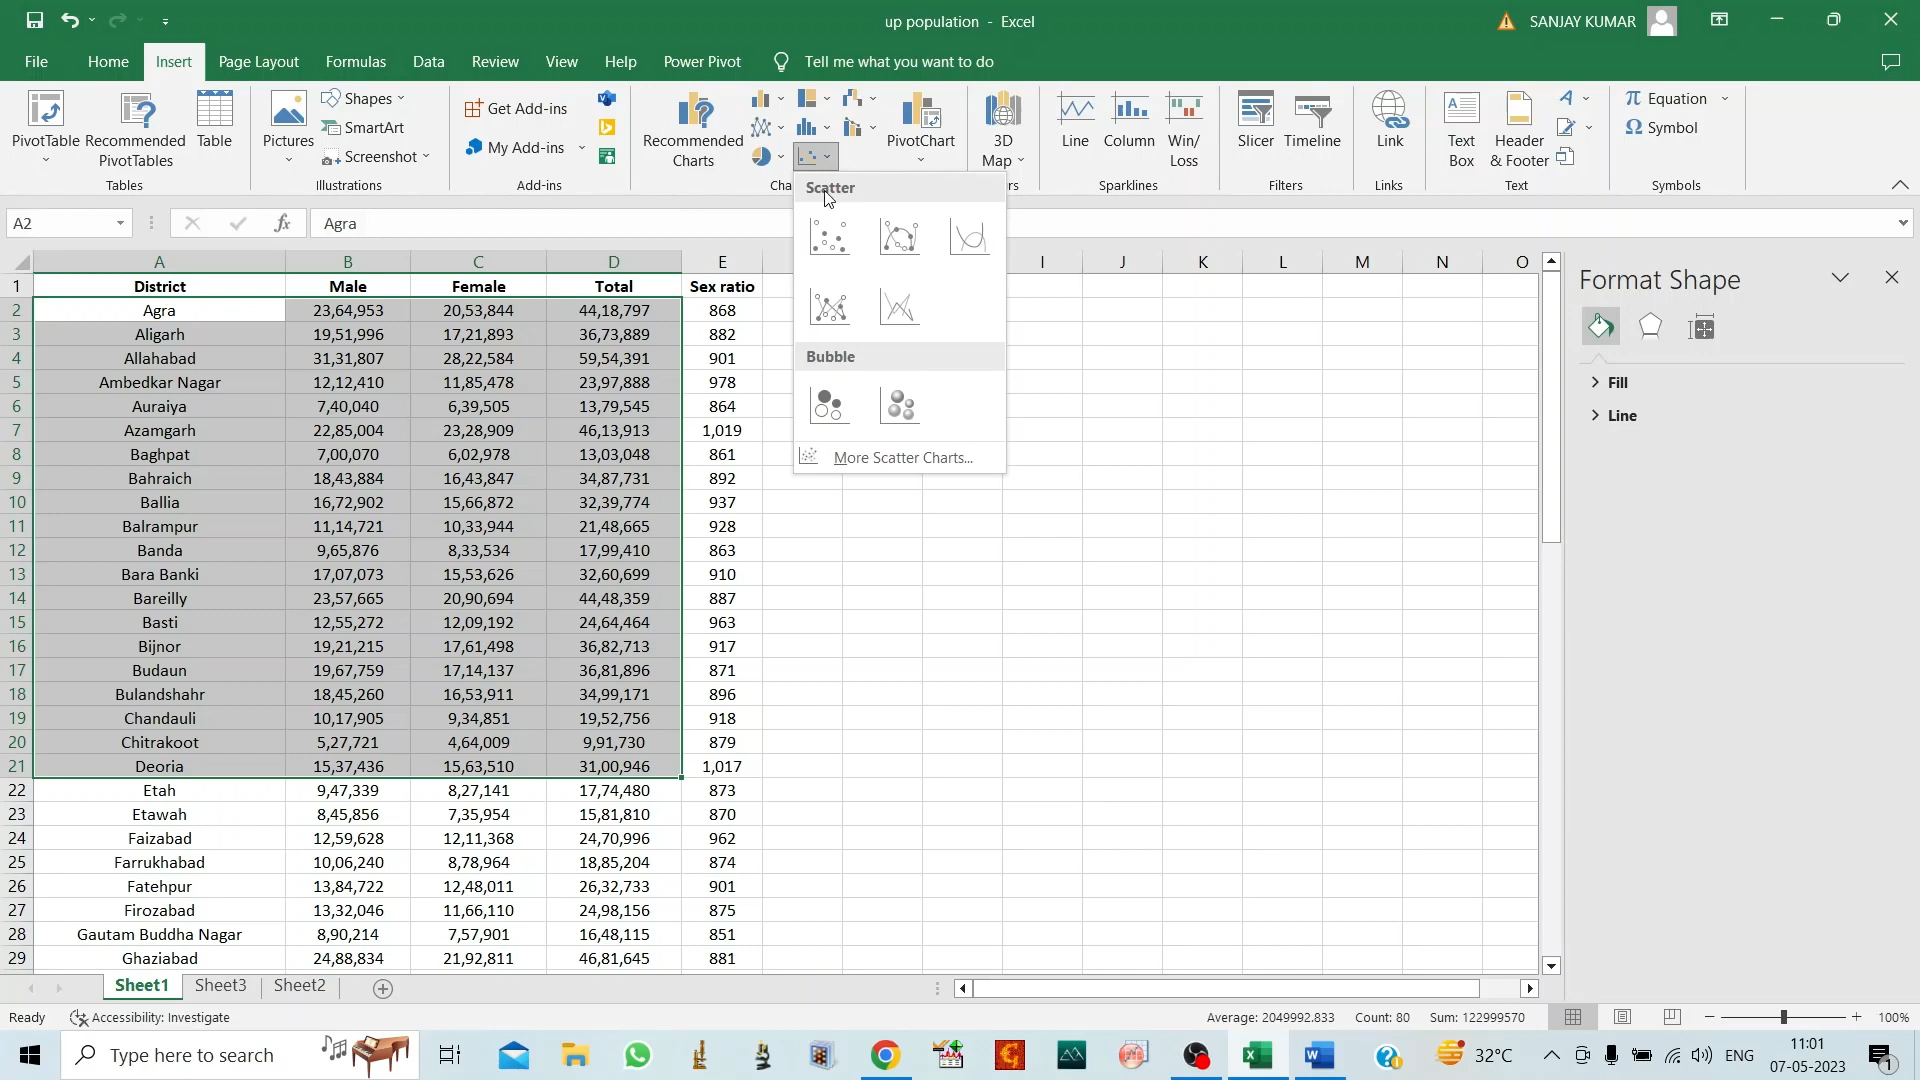 up population - Excel
SANJAY KUMAR
File Home Insert Page Layout Formulas Data Review View Help Power Pivot Tell me what you want to do
PivotTable
Recommended
PivotTables
Table
Tables
Pictures
Shapes
SmartArt
Screenshot
Illustrations
Get Add-ins
My Add-ins
Add-ins
Recommended
Charts
PivotChart
Cha
3D
Map
rs
Line
Column
Win/
Loss
Sparklines
Slicer
Timeline
Filters
Link
Links
Text
Box
Header
& Footer
Text
Equation
Symbol
Symbols
Scatter
Bubble
More Scatter Charts...
A2
fx
Agra
A B C D E I J K L M N O
1 District Male Female Total Sex ratio
2 Agra 23,64,953 20,53,844 44,18,797 868
3 Aligarh 19,51,996 17,21,893 36,73,889 882
4 Allahabad 31,31,807 28,22,584 59,54,391 901
5 Ambedkar Nagar 12,12,410 11,85,478 23,97,888 978
6 Auraiya 7,40,040 6,39,505 13,79,545 864
7 Azamgarh 22,85,004 23,28,909 46,13,913 1,019
8 Baghpat 7,00,070 6,02,978 13,03,048 861
9 Bahraich 18,43,884 16,43,847 34,87,731 892
10 Ballia 16,72,902 15,66,872 32,39,774 937
11 Balrampur 11,14,721 10,33,944 21,48,665 928
12 Banda 9,65,876 8,33,534 17,99,410 863
13 Bara Banki 17,07,073 15,53,626 32,60,699 910
14 Bareilly 23,57,665 20,90,694 44,48,359 887
15 Basti 12,55,272 12,09,192 24,64,464 963
16 Bijnor 19,21,215 17,61,498 36,82,713 917
17 Budaun 19,67,759 17,14,137 36,81,896 871
18 Bulandshahr 18,45,260 16,53,911 34,99,171 896
19 Chandauli 10,17,905 9,34,851 19,52,756 918
20 Chitrakoot 5,27,721 4,64,009 9,91,730 879
21 Deoria 15,37,436 15,63,510 31,00,946 1,017
22 Etah 9,47,339 8,27,141 17,74,480 873
23 Etawah 8,45,856 7,35,954 15,81,810 870
24 Faizabad 12,59,628 12,11,368 24,70,996 962
25 Farrukhabad 10,06,240 8,78,964 18,85,204 874
26 Fatehpur 13,84,722 12,48,011 26,32,733 901
27 Firozabad 13,32,046 11,66,110 24,98,156 875
28 Gautam Buddha Nagar 8,90,214 7,57,901 16,48,115 851
29 Ghaziabad 24,88,834 21,92,811 46,81,645 881
Format Shape
Fill
Line
Sheet1 Sheet3 Sheet2
Ready Accessibility: Investigate Average: 2049992.833 Count: 80 Sum: 122999570 100%
Type here to search
32°C
ENG
11:01
07-05-2023
1